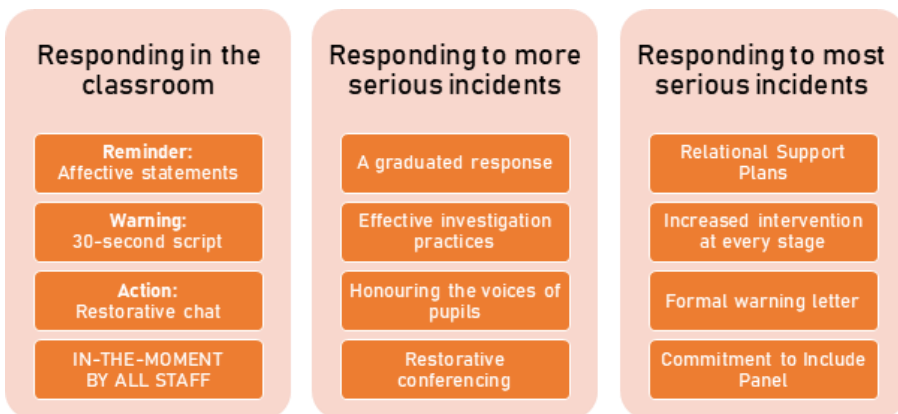 Responding in the
classroom
Reminder:
Affective statements
Warning:
30-second script
Action:
Restorative chat
IN-THE-MOMENT
BY ALL STAFF
Responding to more
serious incidents
A graduated response
Effective investigation
practices
Honouring the voices of
pupils
Restorative
conferencing
Responding to most
serious incidents
Relational Support
Plans
Increased intervention
at every stage
Formal warning letter
Commitment to Include
Panel